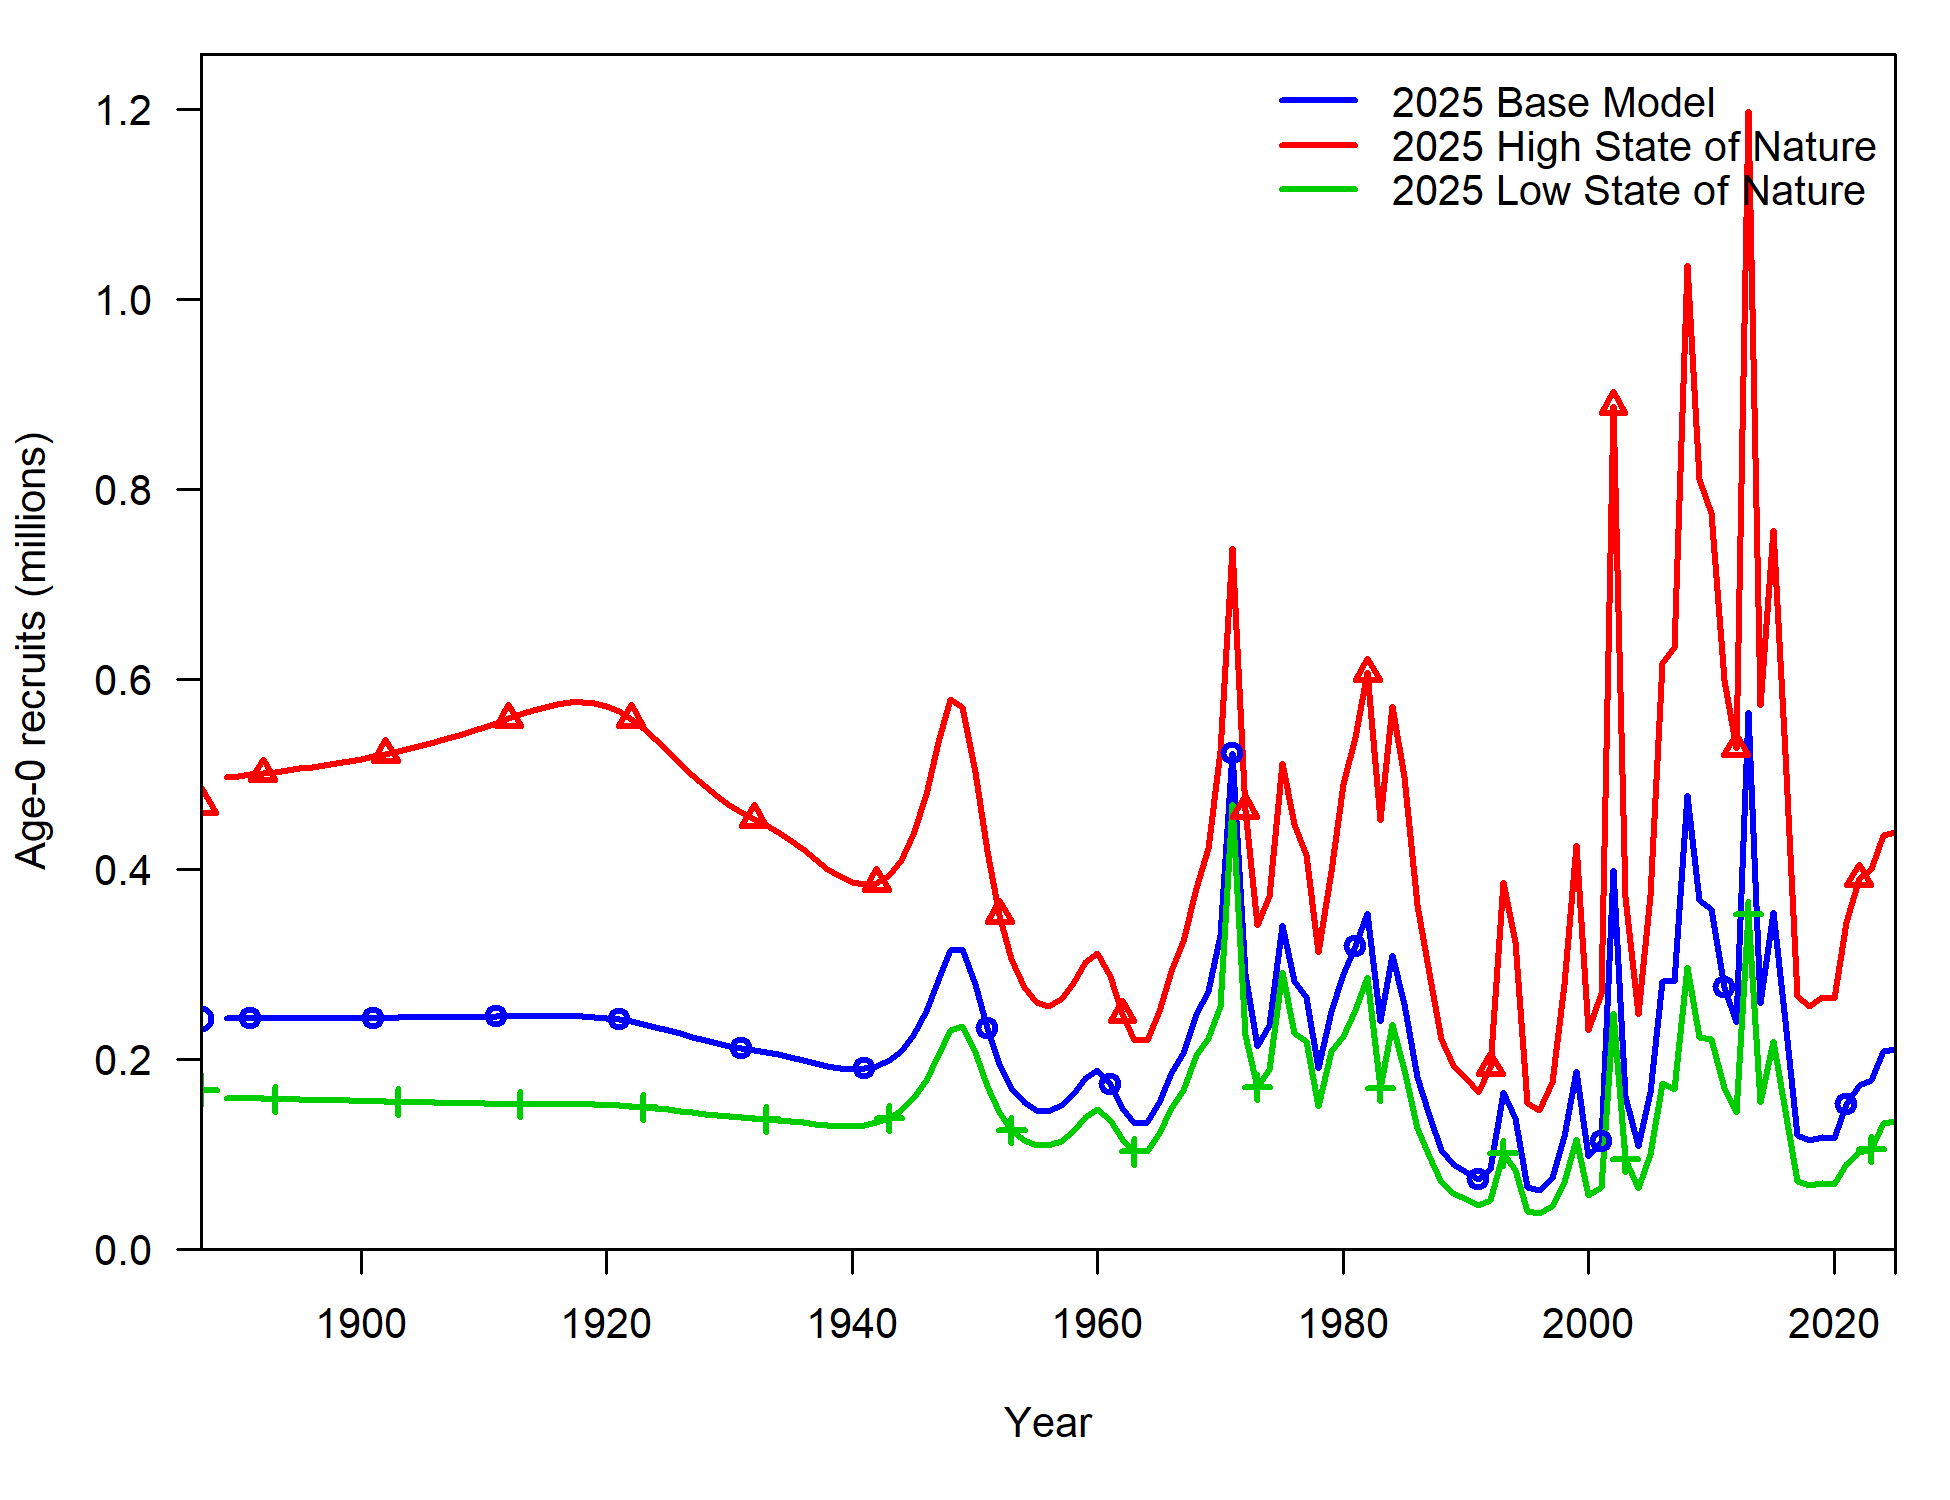 2025 Base Model
2025 High State of Nature
2025 Low State of Nature
Age-0 recruits (millions)
1.2
1.0
0.8
0.6
0.4
0.2
0.0
1900 1920 1940 1960 1980 2000 2020
Year